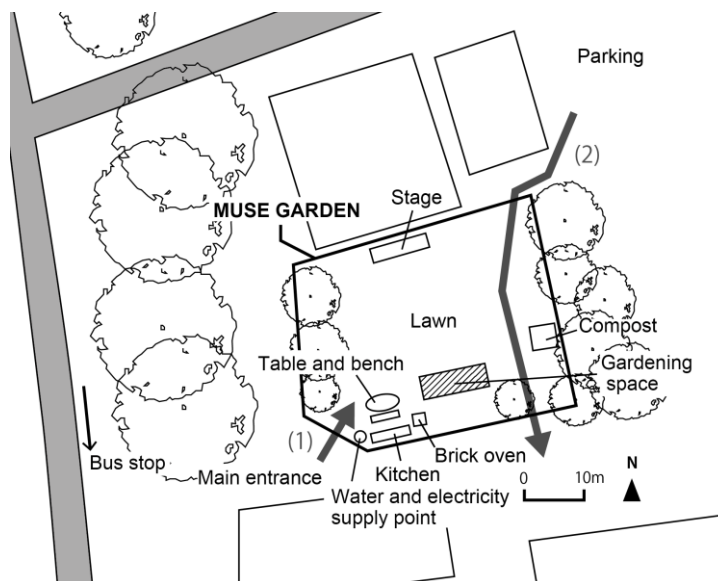 Parking
(2)
Stage
MUSE GARDEN
Lawn
Compost
Table and bench
Gardening
space
(1)
Bus stop
Main entrance
Kitchen
Brick oven
Water and electricity
supply point
0
10m
N